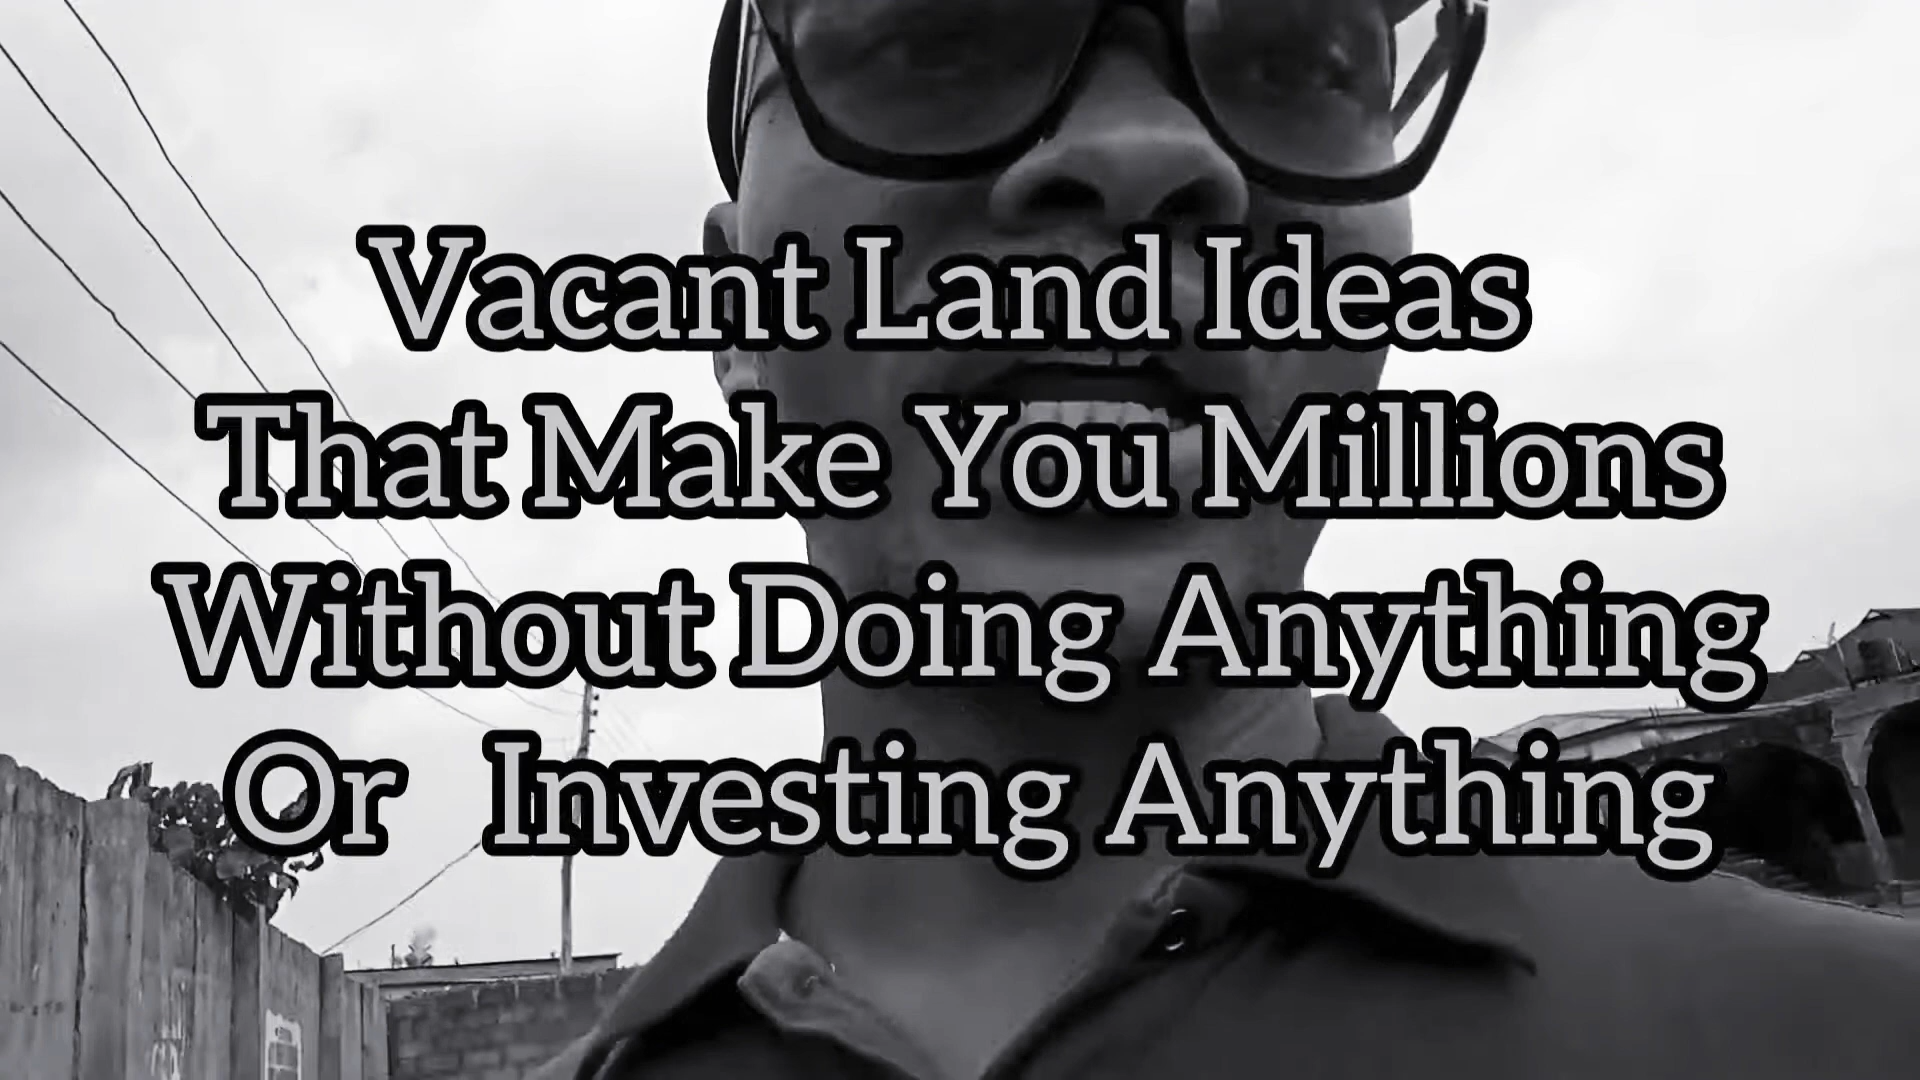 Vacant Land Ideas
That Make You Millions
Without Doing Anything
Or Investing Anything